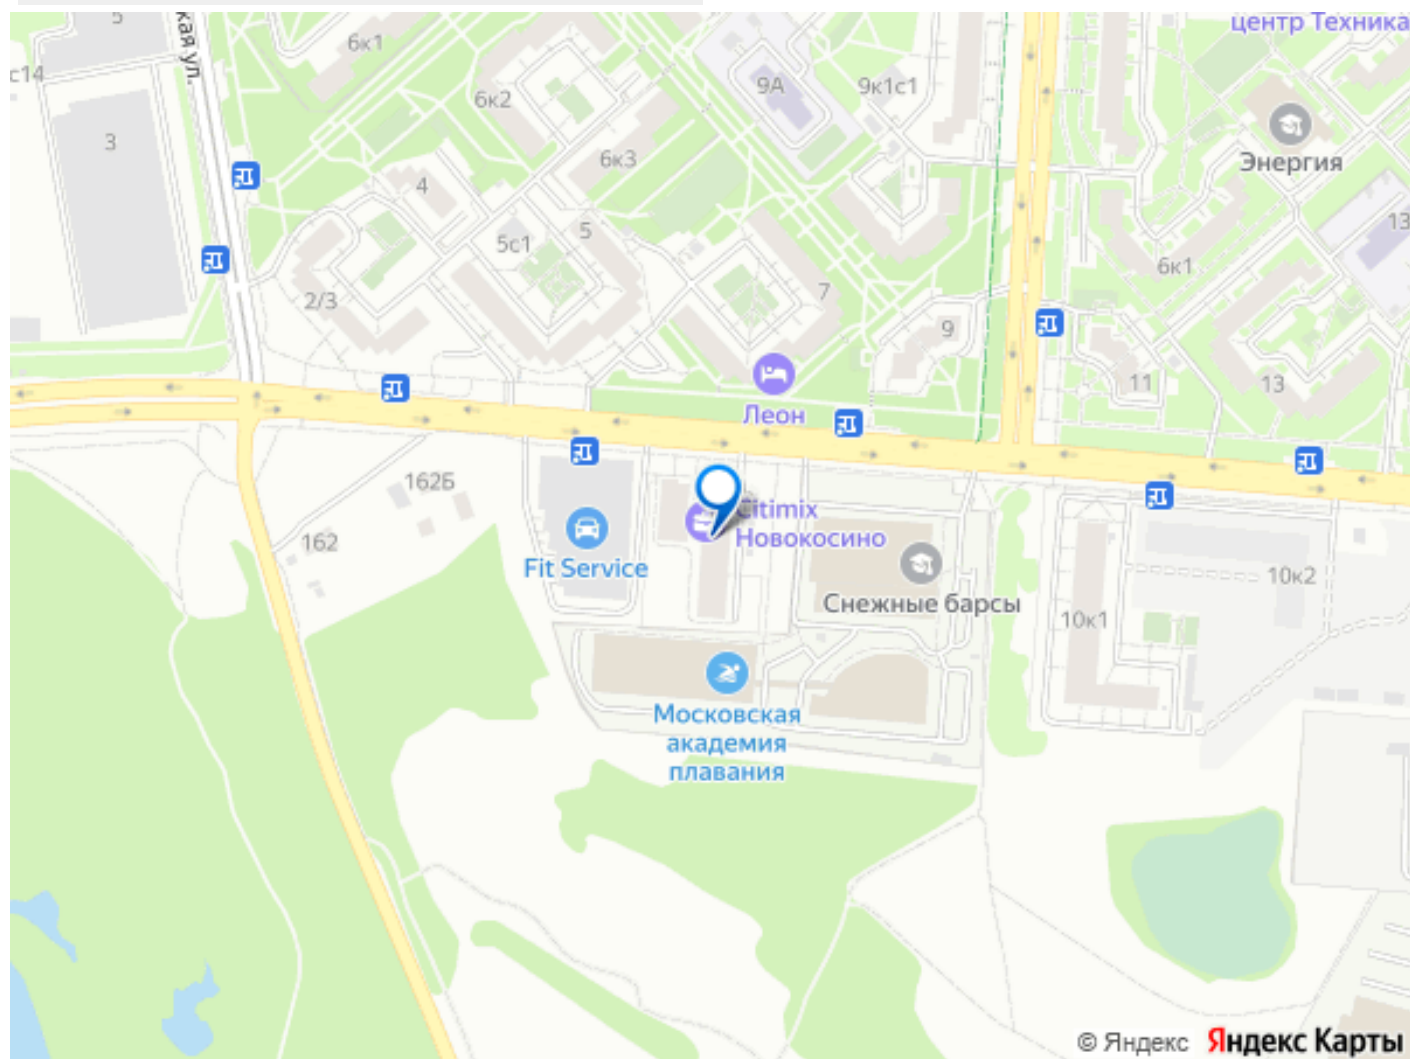 5
кая ул.
6к1
центр Техника
с14
6к2
9А
9к1с1
3
6к3
Энергия
4
5с1
5
13
6к1
2/3
7
9
11
13
Леон
162Б
Citimix
Новокосино
162
Fit Service
Снежные барсы
10к2
10к1
Московская
академия
плавания
© Яндекс Яндекс Карты